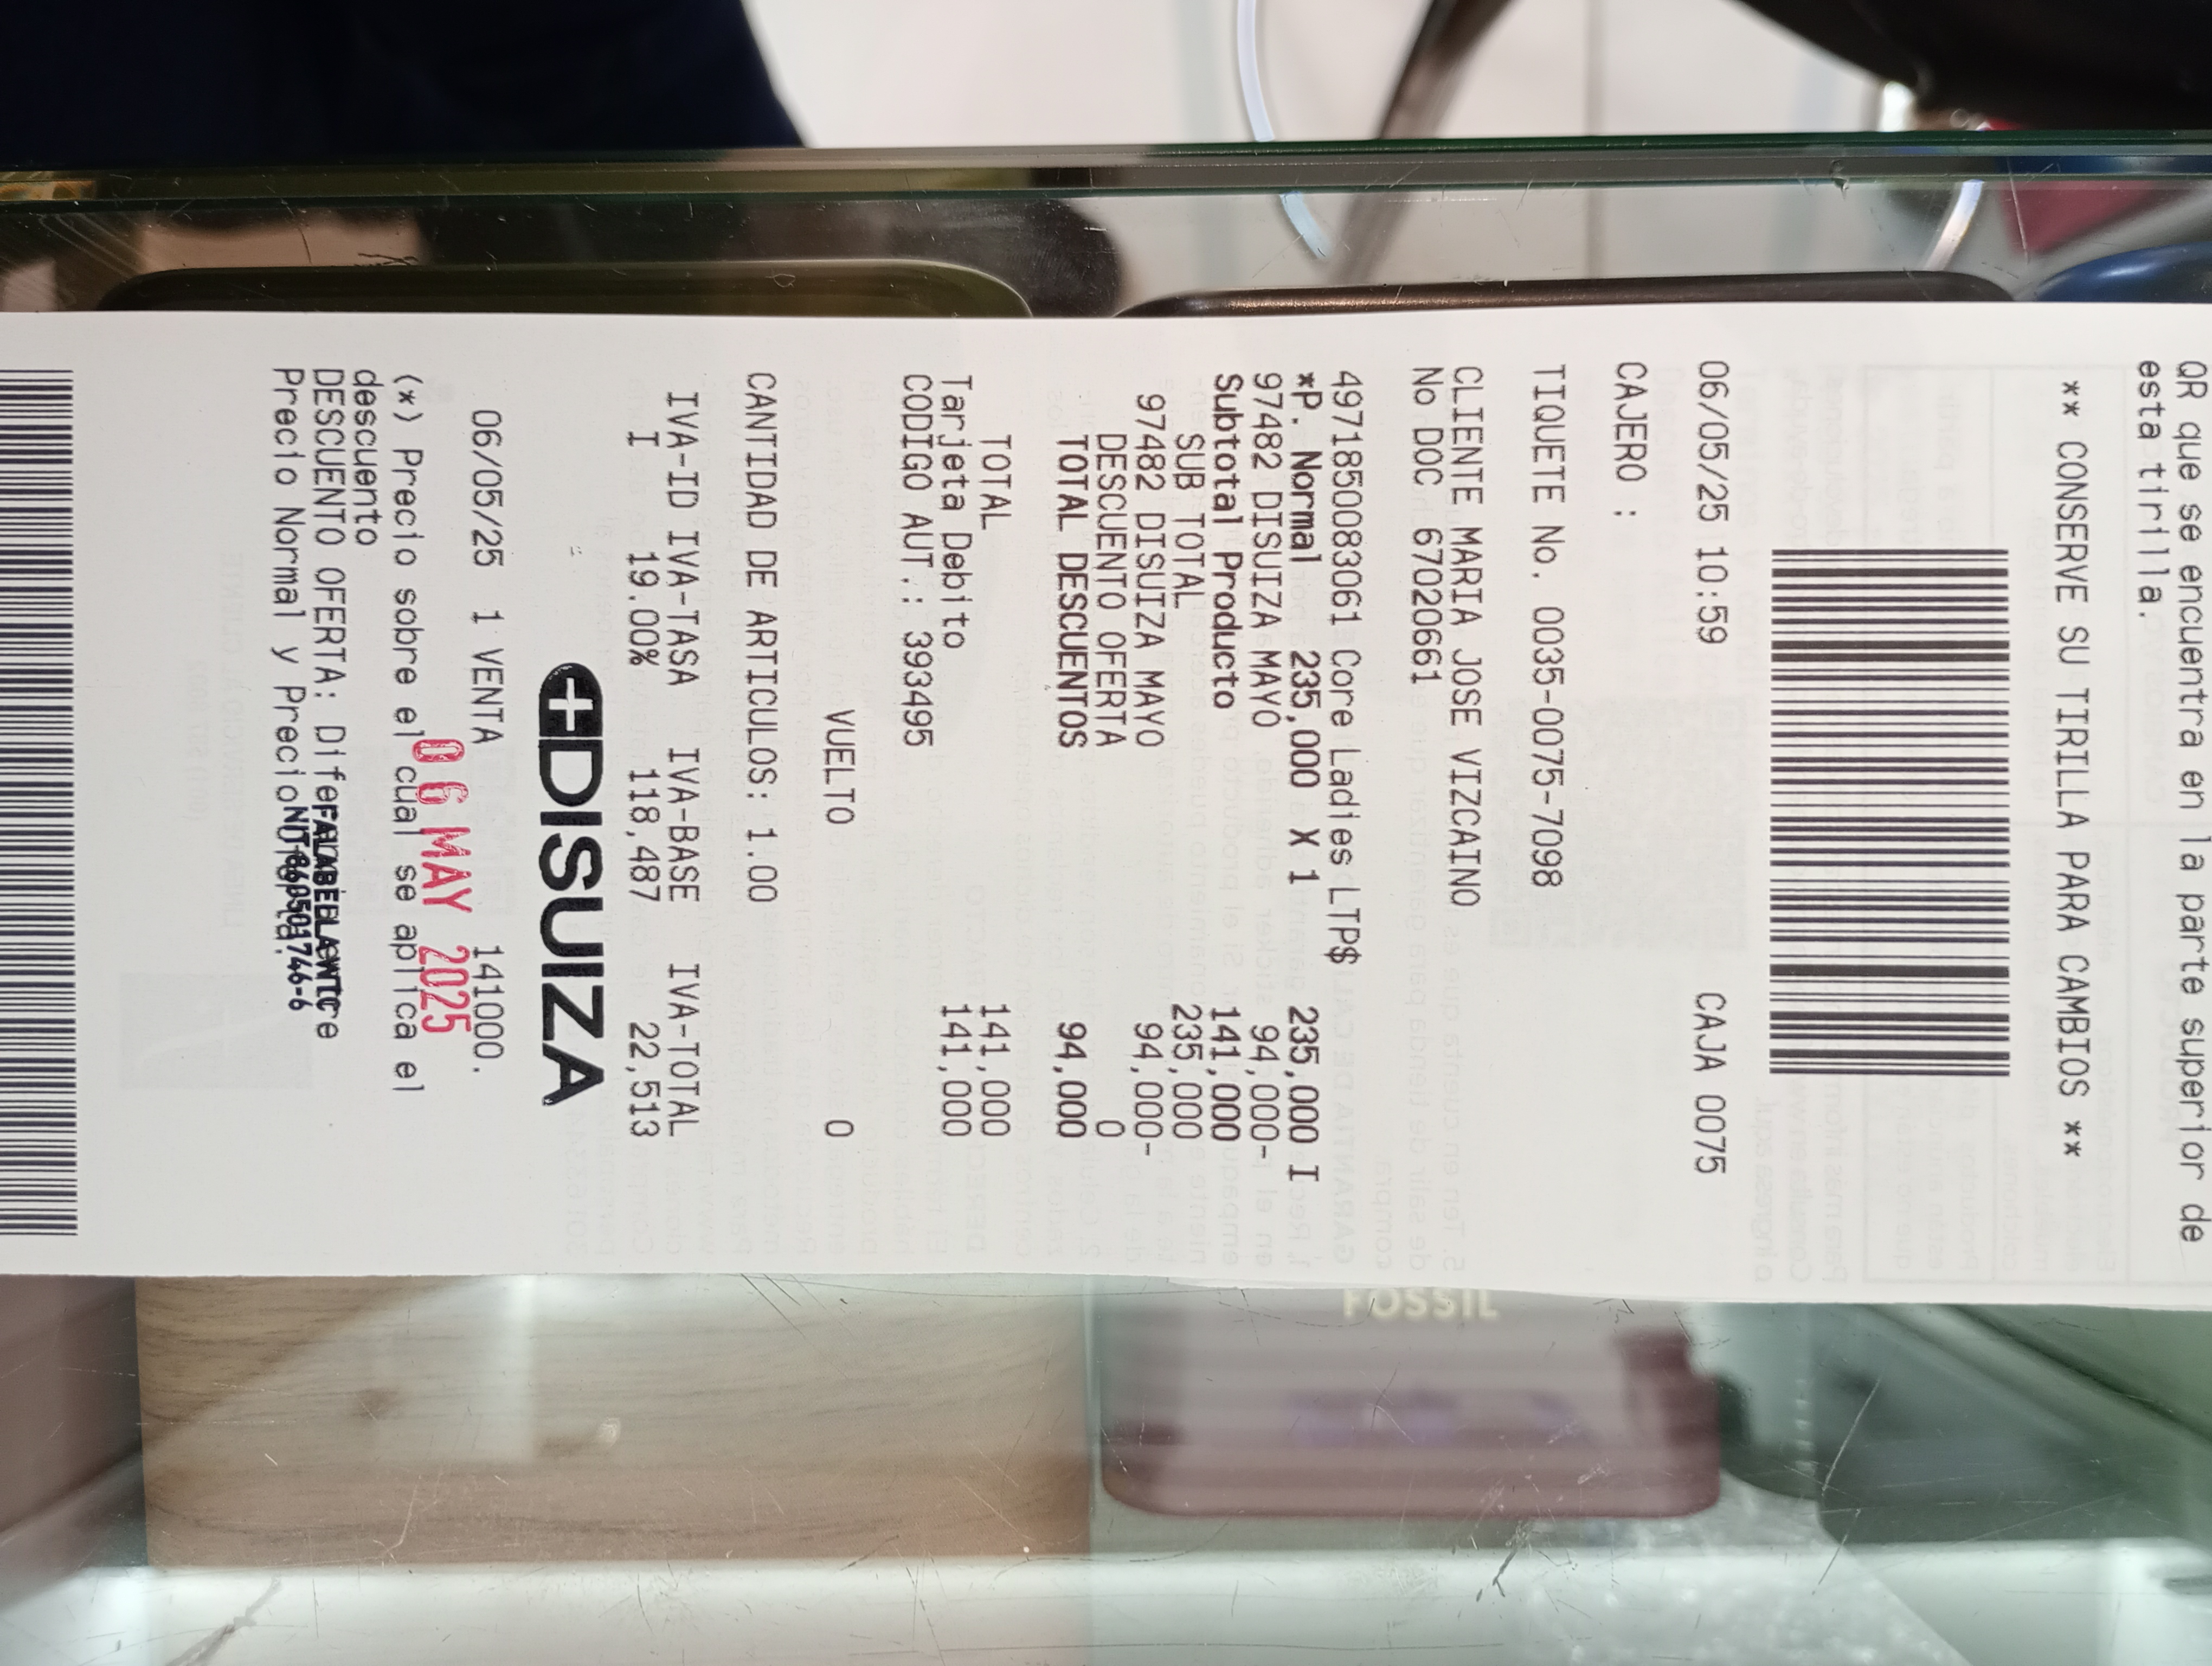 QR que se encuentra en la parte superior de
esta tirilla.
** CONSERVE SU TIRILLA PARA CAMBIOS **
06/05/25 10:59 CAJA 0075
CAJERO :
TIQUETE No. 0035-0075-7098
CLIENTE MARIA JOSE VIZCAINO
No DOC 67020661
4971850083061 Core Ladies LTP$
*P. Normal 235,000 X 1 235,000 I
97482 DISUIZA MAYO 94,000-
Subtotal Producto 141,000
SUB TOTAL 235,000
97482 DISUIZA MAYO 94,000-
DESCUENTO OFERTA 0
TOTAL DESCUENTOS 94,000
TOTAL 141,000
Tarjeta Debito 141,000
CODIGO AUT.: 393495
VUELTO 0
CANTIDAD DE ARTICULOS: 1.00
IVA-ID IVA-TASA IVA-BASE IVA-TOTAL
I 19.00% 118,487 22,513
DISUIZA
06/05/25 1 VENTA 141000.
06 MAY 2025
(*) Precio sobre el cual se aplica el
descuento
DESCUENTO OFERTA:
Precio Normal y Precio
NIT 860501746-6
FOSSIL